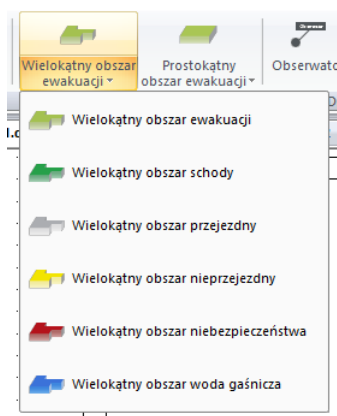 Wielokątny obszar
ewakuacji
Prostokątny
obszar ewakuacji
Wielokątny obszar ewakuacji
Wielokątny obszar schody
Wielokątny obszar przejezdny
Wielokątny obszar nieprzejezdny
Wielokątny obszar niebezpieczeństwa
Wielokątny obszar woda gaśnicza